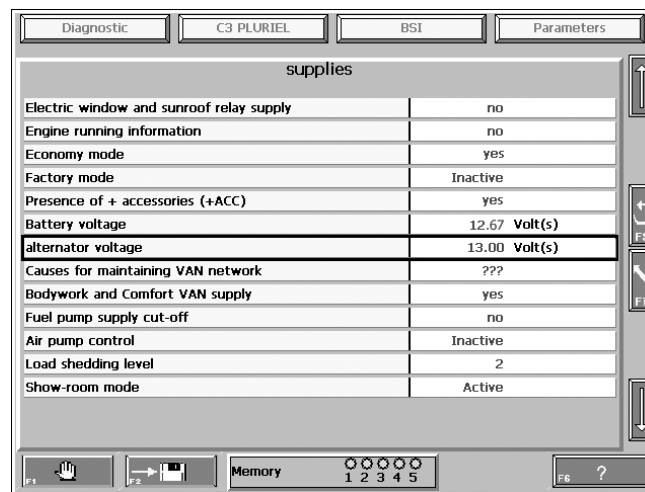 Diagnostic C3 PLURIEL BSI Parameters
supplies
Electric window and sunroof relay supply no
Engine running information no
Economy mode yes
Factory mode Inactive
Presence of + accessories (+ACC) yes
Battery voltage 12.67 Volt(s)
alternator voltage 13.00 Volt(s)
Causes for maintaining VAN network ???
Bodywork and Comfort VAN supply yes
Fuel pump supply cut-off no
Air pump control Inactive
Load shedding level 2
Show-room mode Active
F1 F2 Memory 1 2 3 4 5 F6 ?